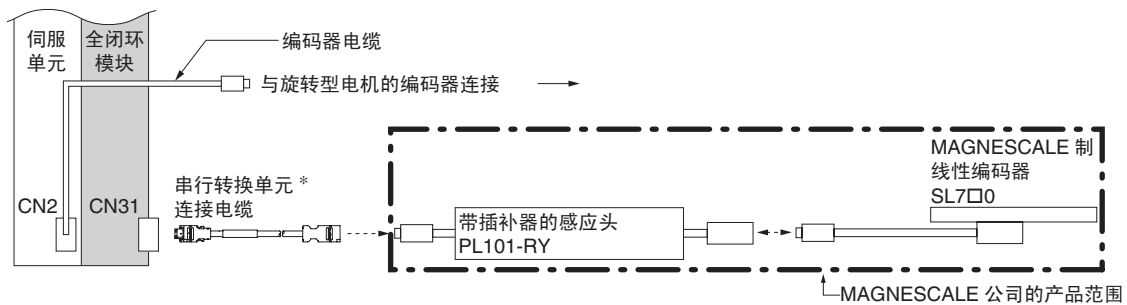 伺服
单元
全闭环
模块
编码器电缆
与旋转型电机的编码器连接
CN2
CN31
串行转换单元 *
连接电缆
带插补器的感应头
PL101-RY
MAGNESCALE 制
线性编码器
SL7□0
MAGNESCALE 公司的产品范围